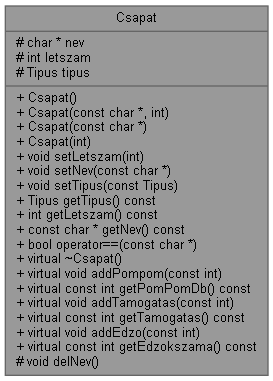 Csapat
# char * nev
# int letszam
# Tipus tipus
+ Csapat()
+ Csapat(const char *, int)
+ Csapat(const char *)
+ Csapat(int)
+ void setLetszam(int)
+ void setNev(const char *)
+ void setTipus(const Tipus)
+ Tipus getTipus() const
+ int getLetszam() const
+ const char * getNev() const
+ bool operator==(const char *)
+ virtual ~Csapat()
+ virtual void addPompom(const int)
+ virtual const int getPomPomDb() const
+ virtual void addTamogatas(const int)
+ virtual const int getTamogatas() const
+ virtual void addEdzo(const int)
+ virtual const int getEdzokszama() const
# void delNev()